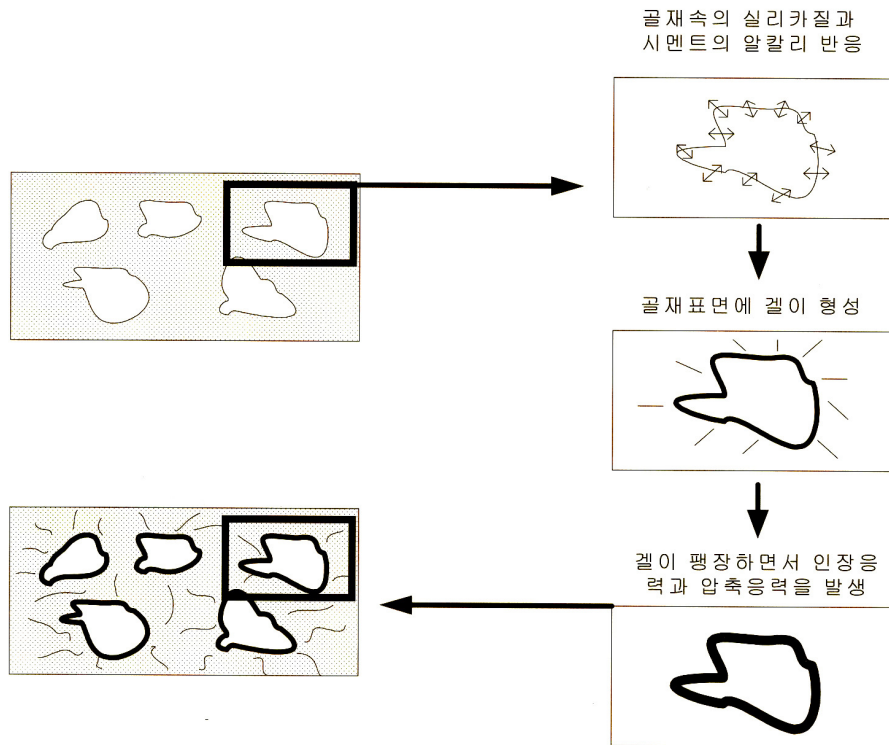 골재속의 실리카질과
시멘트의 알칼리 반응
골재표면에 겔이 형성
겔이 팽장하면서 인장응
력과 압축응력을 발생